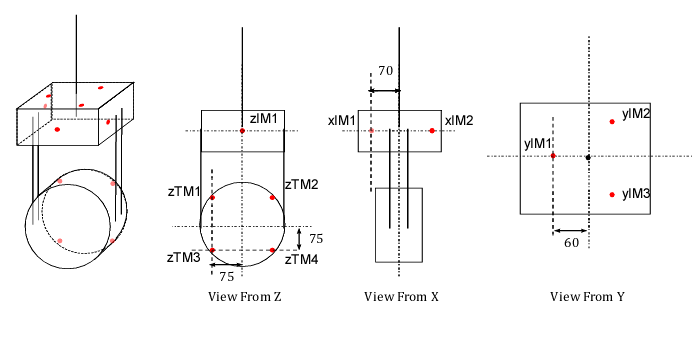 70
zIM1
xIM1
xIM2
yIM2
yIM1
zTM1
zTM2
yIM3
75
60
zTM3
zTM4
75
View From Z
View From X
View From Y